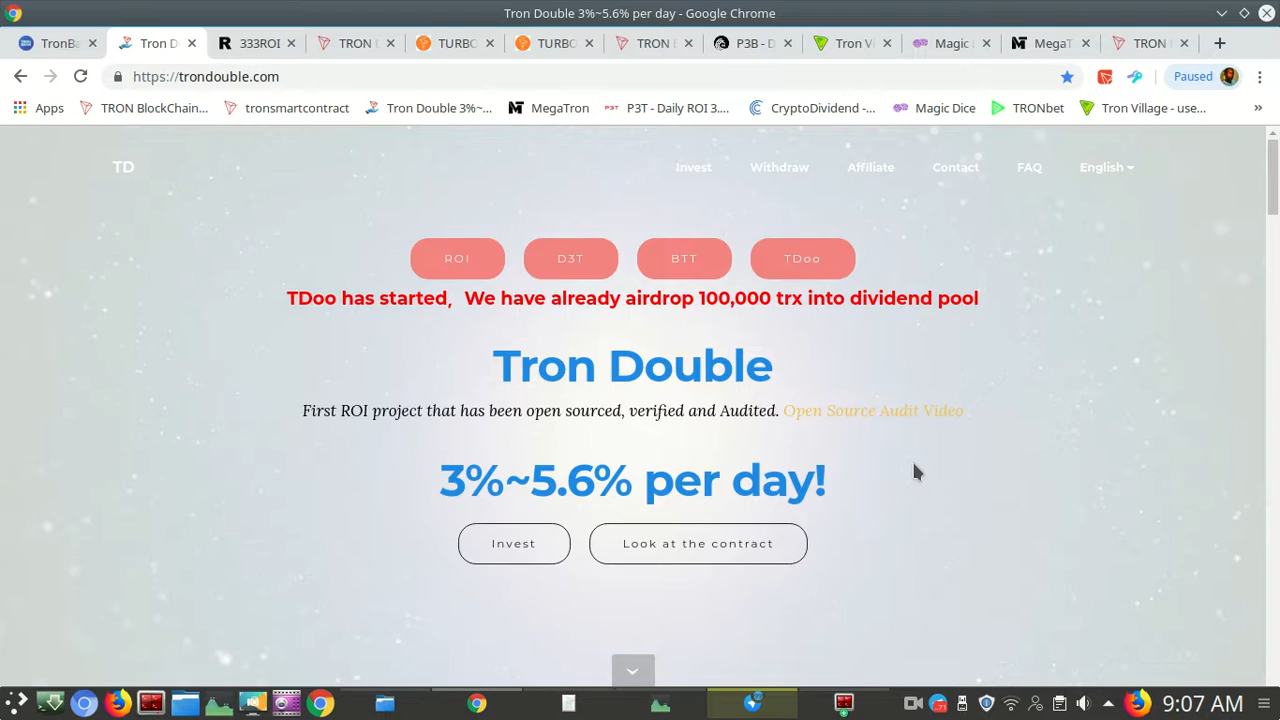 Tron Double 3%~5.6% per day - Google Chrome
TronBa
Tron D
333ROI
TRON
TURBO
TURBO
TRON
P3B - D
Tron Vi
Magic
MegaT
TRON
https://trondouble.com
Paused
Apps
TRON BlockChain...
tronsmartcontract
Tron Double 3%~...
MegaTron
P3T - Daily ROI 3....
CryptoDividend -...
Magic Dice
TRONbet
Tron Village - use...
TD
Invest
Withdraw
Affiliate
Contact
FAQ
English
ROI
D3T
BTT
TDoo
TDoo has started，We have already airdrop 100,000 trx into dividend pool
Tron Double
First ROI project that has been open sourced, verified and Audited. Open Source Audit Video
3%~5.6% per day!
Invest
Look at the contract
9:07 AM